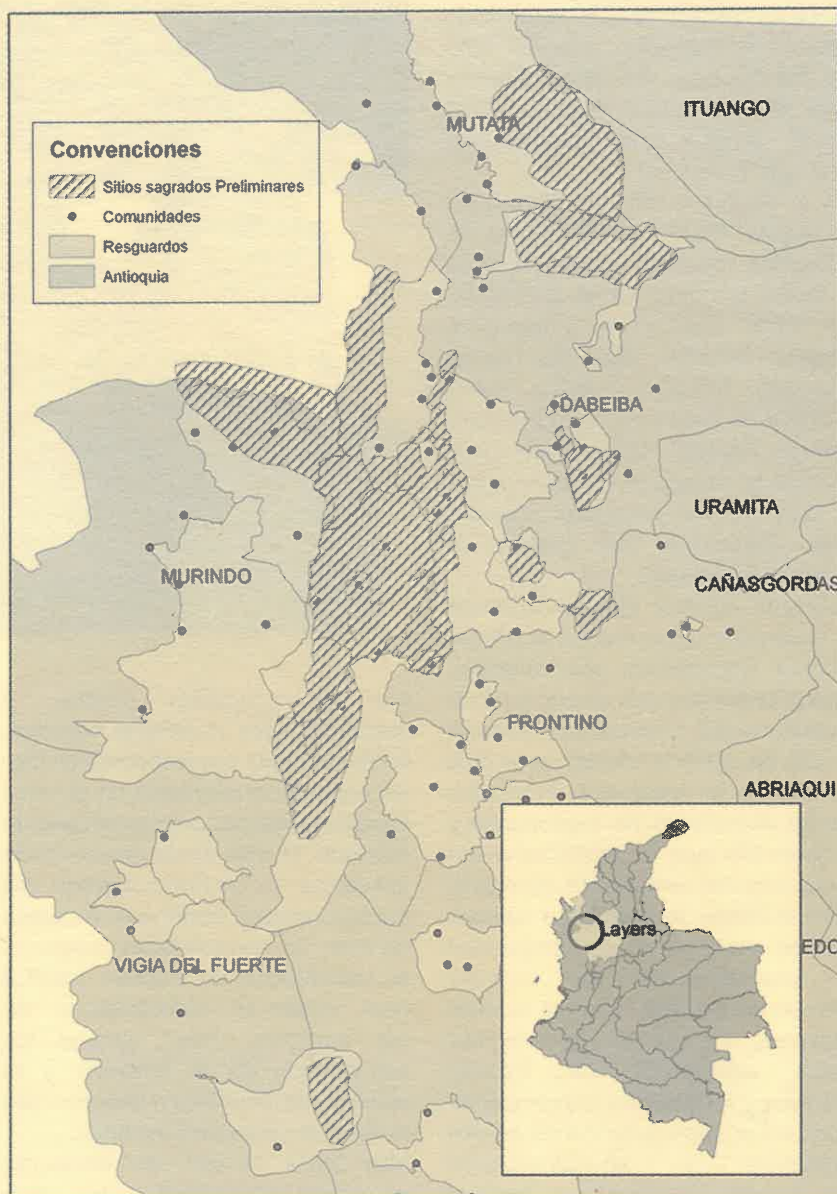 ITUANGO
MUTATA
Convenciones
Sitios sagrados Preliminares
Comunidades
Resguardos
Antioquia
DABEIBA
URAMITA
MURINDO
CAÑASGORDAS
FRONTINO
ABRIAQUI
Layers
VIGIA DEL FUERTE
EDO